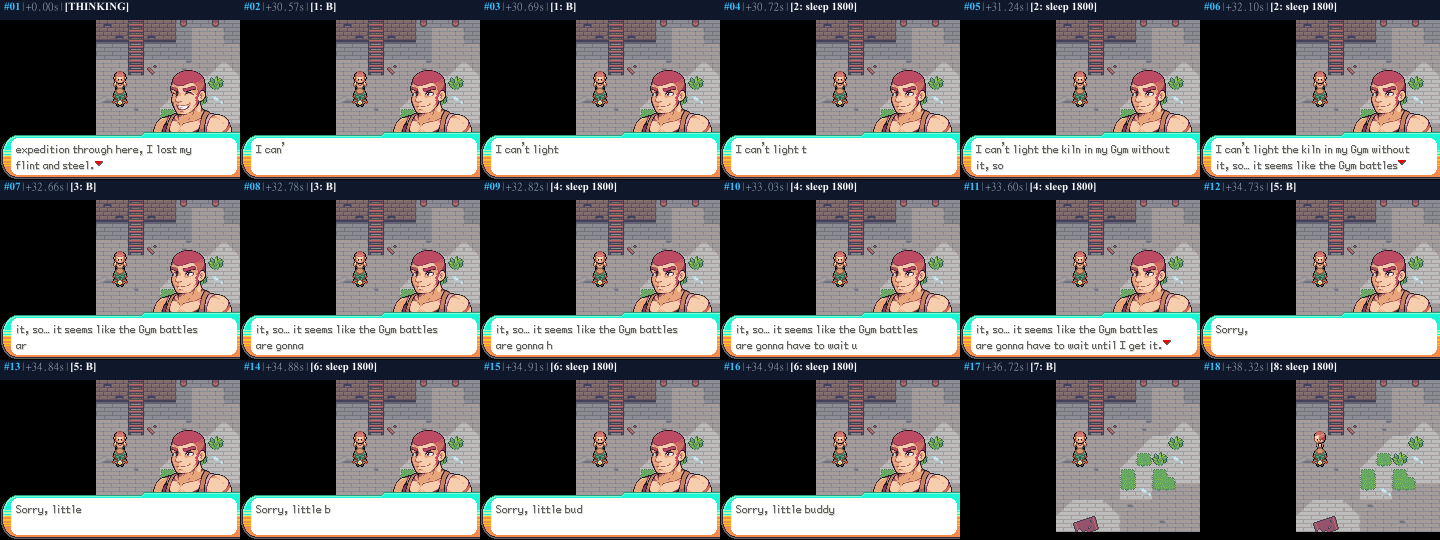 #01 | +0.00s | [THINKING]
expedition through here, I lost my
flint and steel.
#02 | +30.57s | [1: B]
I can'
#03 | +30.69s | [1: B]
I can't light
#04 | +30.72s | [2: sleep 1800]
I can't light t
#05 | +31.24s | [2: sleep 1800]
I can't light the kiln in my Gym without
it, so
#06 | +32.10s | [2: sleep 1800]
I can't light the kiln in my Gym without
it, so... it seems like the Gym battles
#07 | +32.66s | [3: B]
it, so... it seems like the Gym battles
ar
#08 | +32.78s | [3: B]
it, so... it seems like the Gym battles
are gonna
#09 | +32.82s | [4: sleep 1800]
it, so... it seems like the Gym battles
are gonna h
#10 | +33.03s | [4: sleep 1800]
it, so... it seems like the Gym battles
are gonna have to wait u
#11 | +33.60s | [4: sleep 1800]
it, so... it seems like the Gym battles
are gonna have to wait until I get it.
#12 | +34.73s | [5: B]
Sorry,
#13 | +34.84s | [5: B]
Sorry, little
#14 | +34.88s | [6: sleep 1800]
Sorry, little b
#15 | +34.91s | [6: sleep 1800]
Sorry, little bud
#16 | +34.94s | [6: sleep 1800]
Sorry, little buddy
#17 | +36.72s | [7: B]
#18 | +38.32s | [8: sleep 1800]